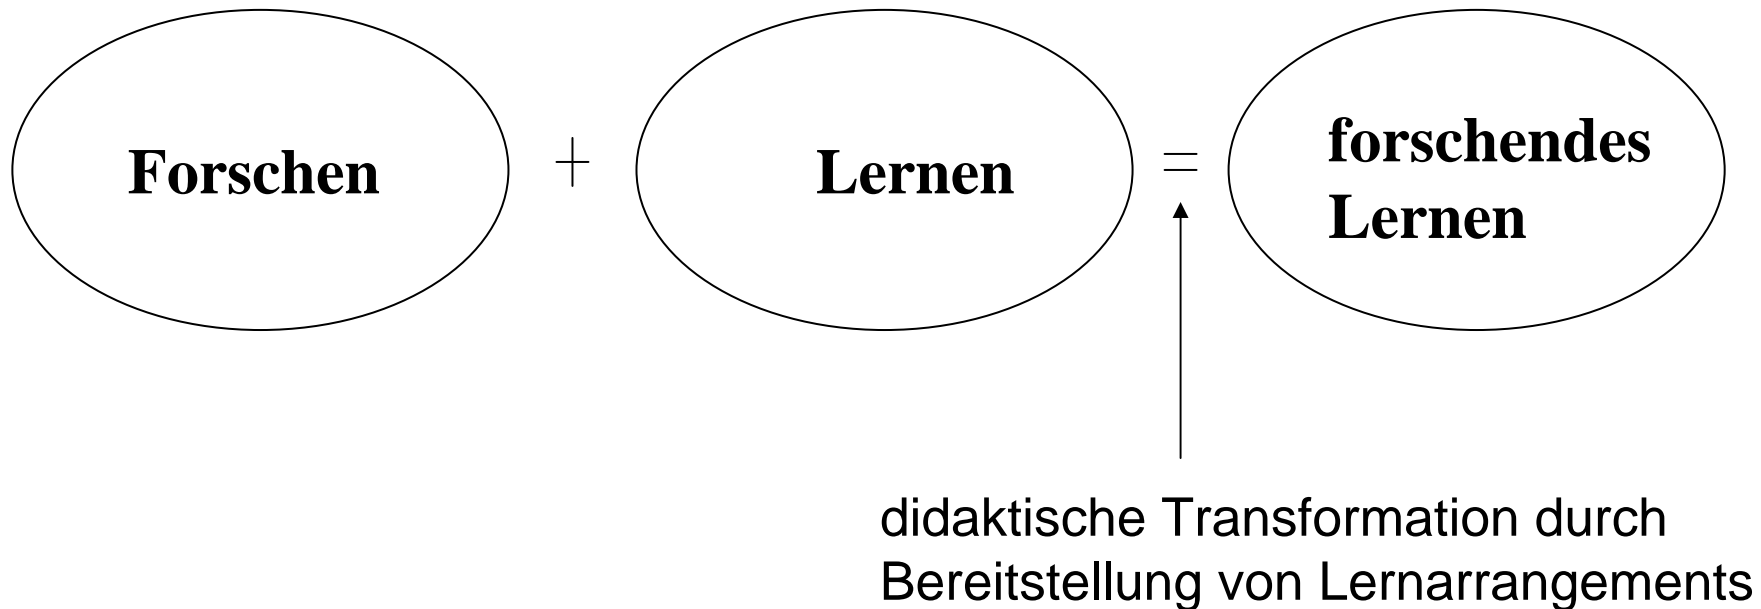 Forschen + Lernen = forschendes
Lernen
didaktische Transformation durch
Bereitstellung von Lernarrangements